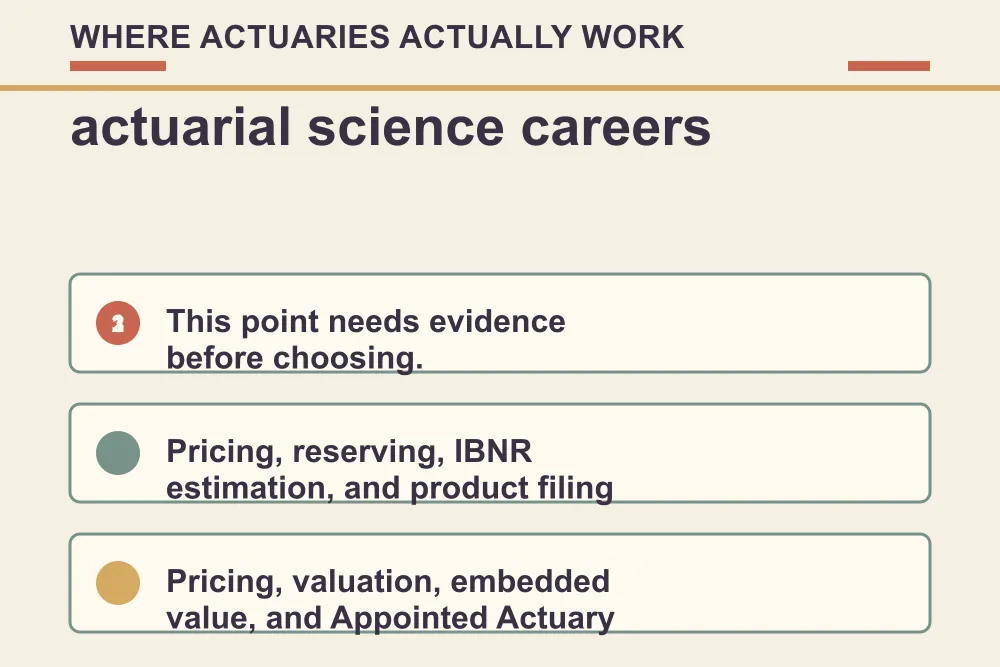 WHERE ACTUARIES ACTUALLY WORK
actuarial science careers
This point needs evidence
before choosing.
Pricing, reserving, IBNR
estimation, and product filing
Pricing, valuation, embedded
value, and Appointed Actuary